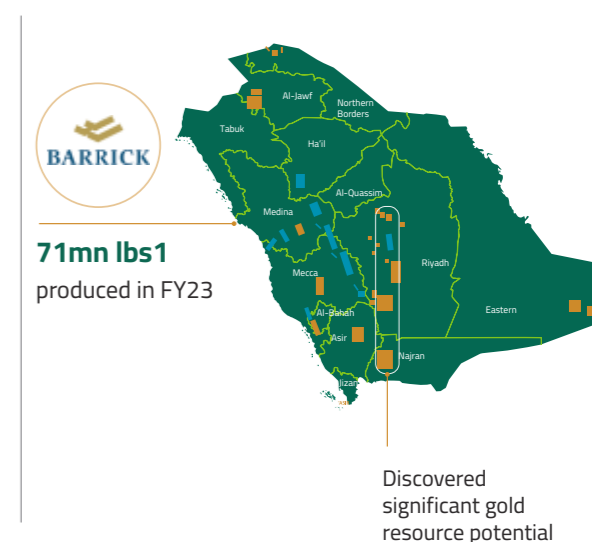 BARRICK
71mn lbs1
produced in FY23
Al-Jawf
Northern
Borders
Tabuk
Ha'il
Al-Quassim
Medina
Riyadh
Mecca
Eastern
Al-Bahah
Asir
Najran
Jizan
Discovered
significant gold
resource potential